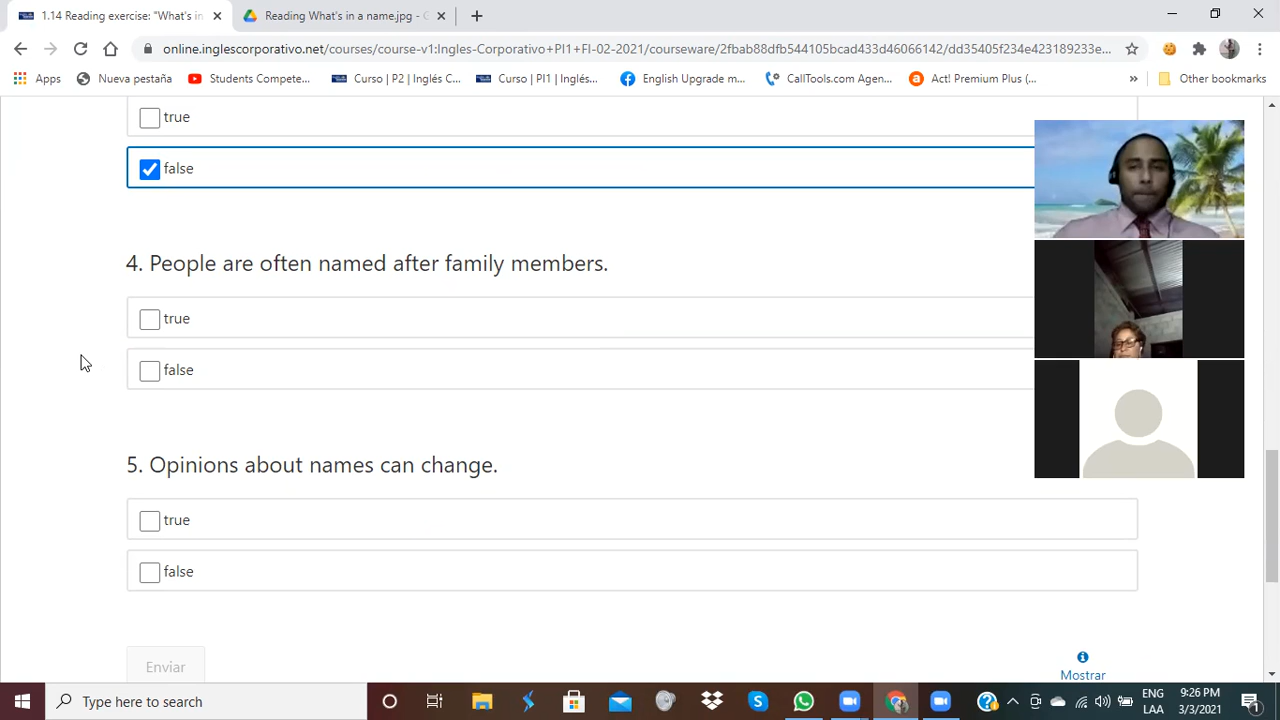 1.14 Reading exercise: "What's in
Reading What's in a name.jpg - G
online.inglescorporativo.net/courses/course-v1:Ingles-Corporativo+PI1+FI-02-2021/courseware/2fbab88dfb544105bcad433d46066142/dd35405f234e423189233e...
Apps
Nueva pestaña
Students Compete...
Curso | P2 | Inglés C...
Curso | PI1 | Inglés...
English Upgrade m...
CallTools.com Agen...
Act! Premium Plus (...
»
Other bookmarks
true
false
4. People are often named after family members.
true
false
5. Opinions about names can change.
true
false
Enviar
Mostrar
Type here to search
ENG
LAA
9:26 PM
3/3/2021
1